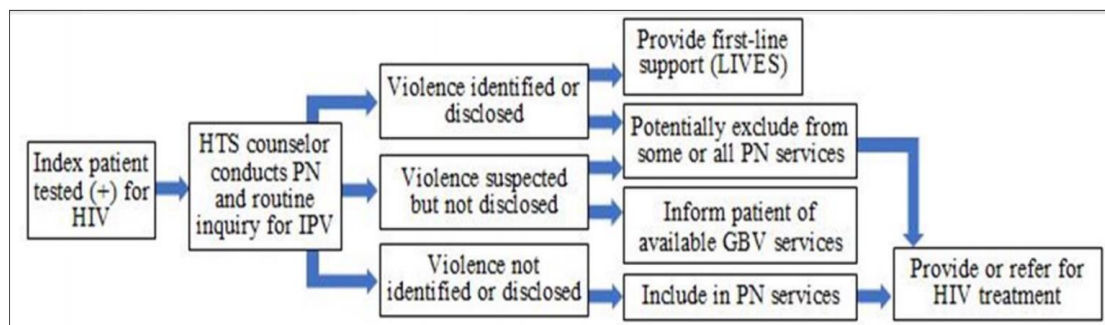 Index patient
tested (+) for
HIV
HTS counselor
conducts PN
and routine
inquiry for IPV
Violence identified or
disclosed
Violence suspected
but not disclosed
Violence not
identified or disclosed
Provide first-line
support (LIVES)
Potentially exclude from
some or all PN services
Inform patient of
available GBV services
Include in PN services
Provide or refer for
HIV treatment